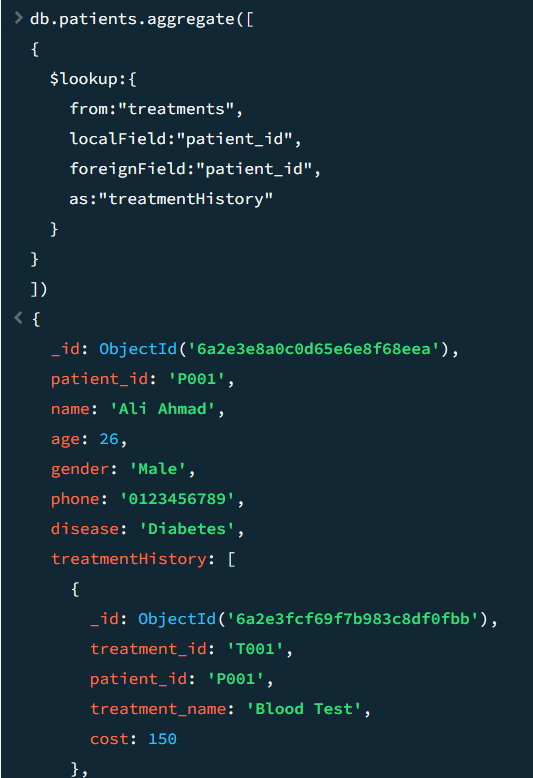 db.patients.aggregate([
{
$lookup:{
from:"treatments",
localField:"patient_id",
foreignField:"patient_id",
as:"treatmentHistory"
}
}
])
{
_id: ObjectId('6a2e3e8a0c0d65e6e8f68eea'),
patient_id: 'P001',
name: 'Ali Ahmad',
age: 26,
gender: 'Male',
phone: '0123456789',
disease: 'Diabetes',
treatmentHistory: [
{
_id: ObjectId('6a2e3fcf69f7b983c8df0fbb'),
treatment_id: 'T001',
patient_id: 'P001',
treatment_name: 'Blood Test',
cost: 150
},